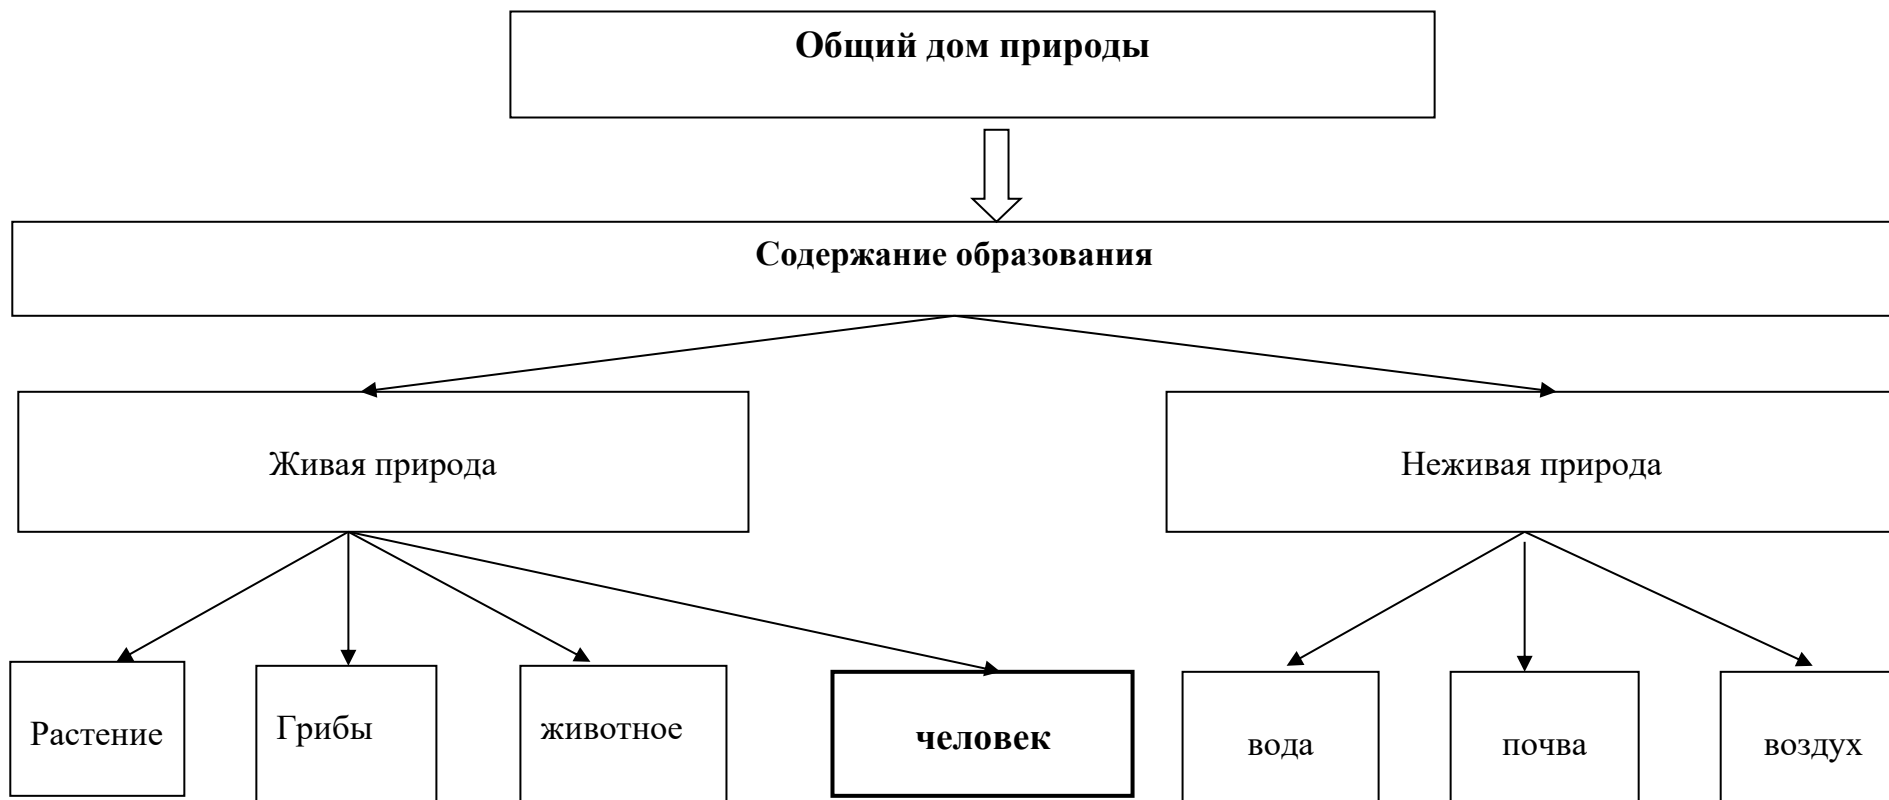 Общий дом природы
Содержание образования
Живая природа
Неживая природа
Растение
Грибы
животное
человек
вода
почва
воздух